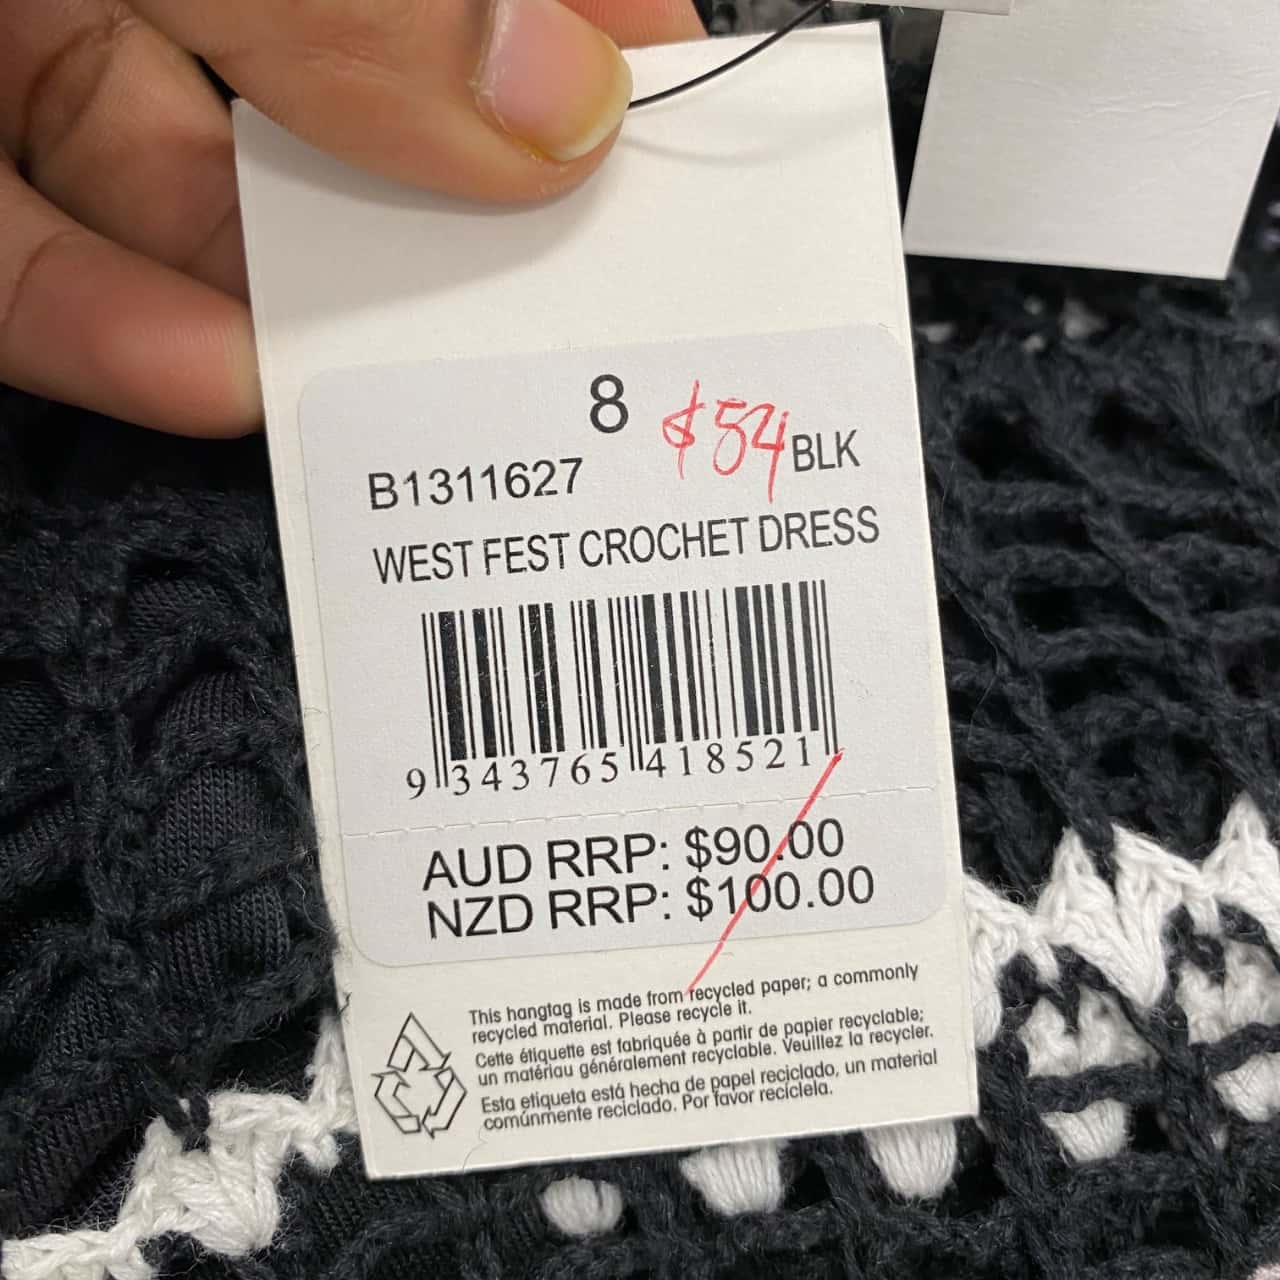 8
$54
B1311627
BLK
WEST FEST CROCHET DRESS
9 343765 418521
AUD RRP: $90.00
NZD RRP: $100.00
This hangtag is made from recycled paper; a commonly
recycled material. Please recycle it.
Cette étiquette est fabriquée à partir de papier recyclable;
un matériau généralement recyclable. Veuillez la recycler.
Esta etiqueta está hecha de papel reciclado, un material
comúnmente reciclado. Por favor reciclela.